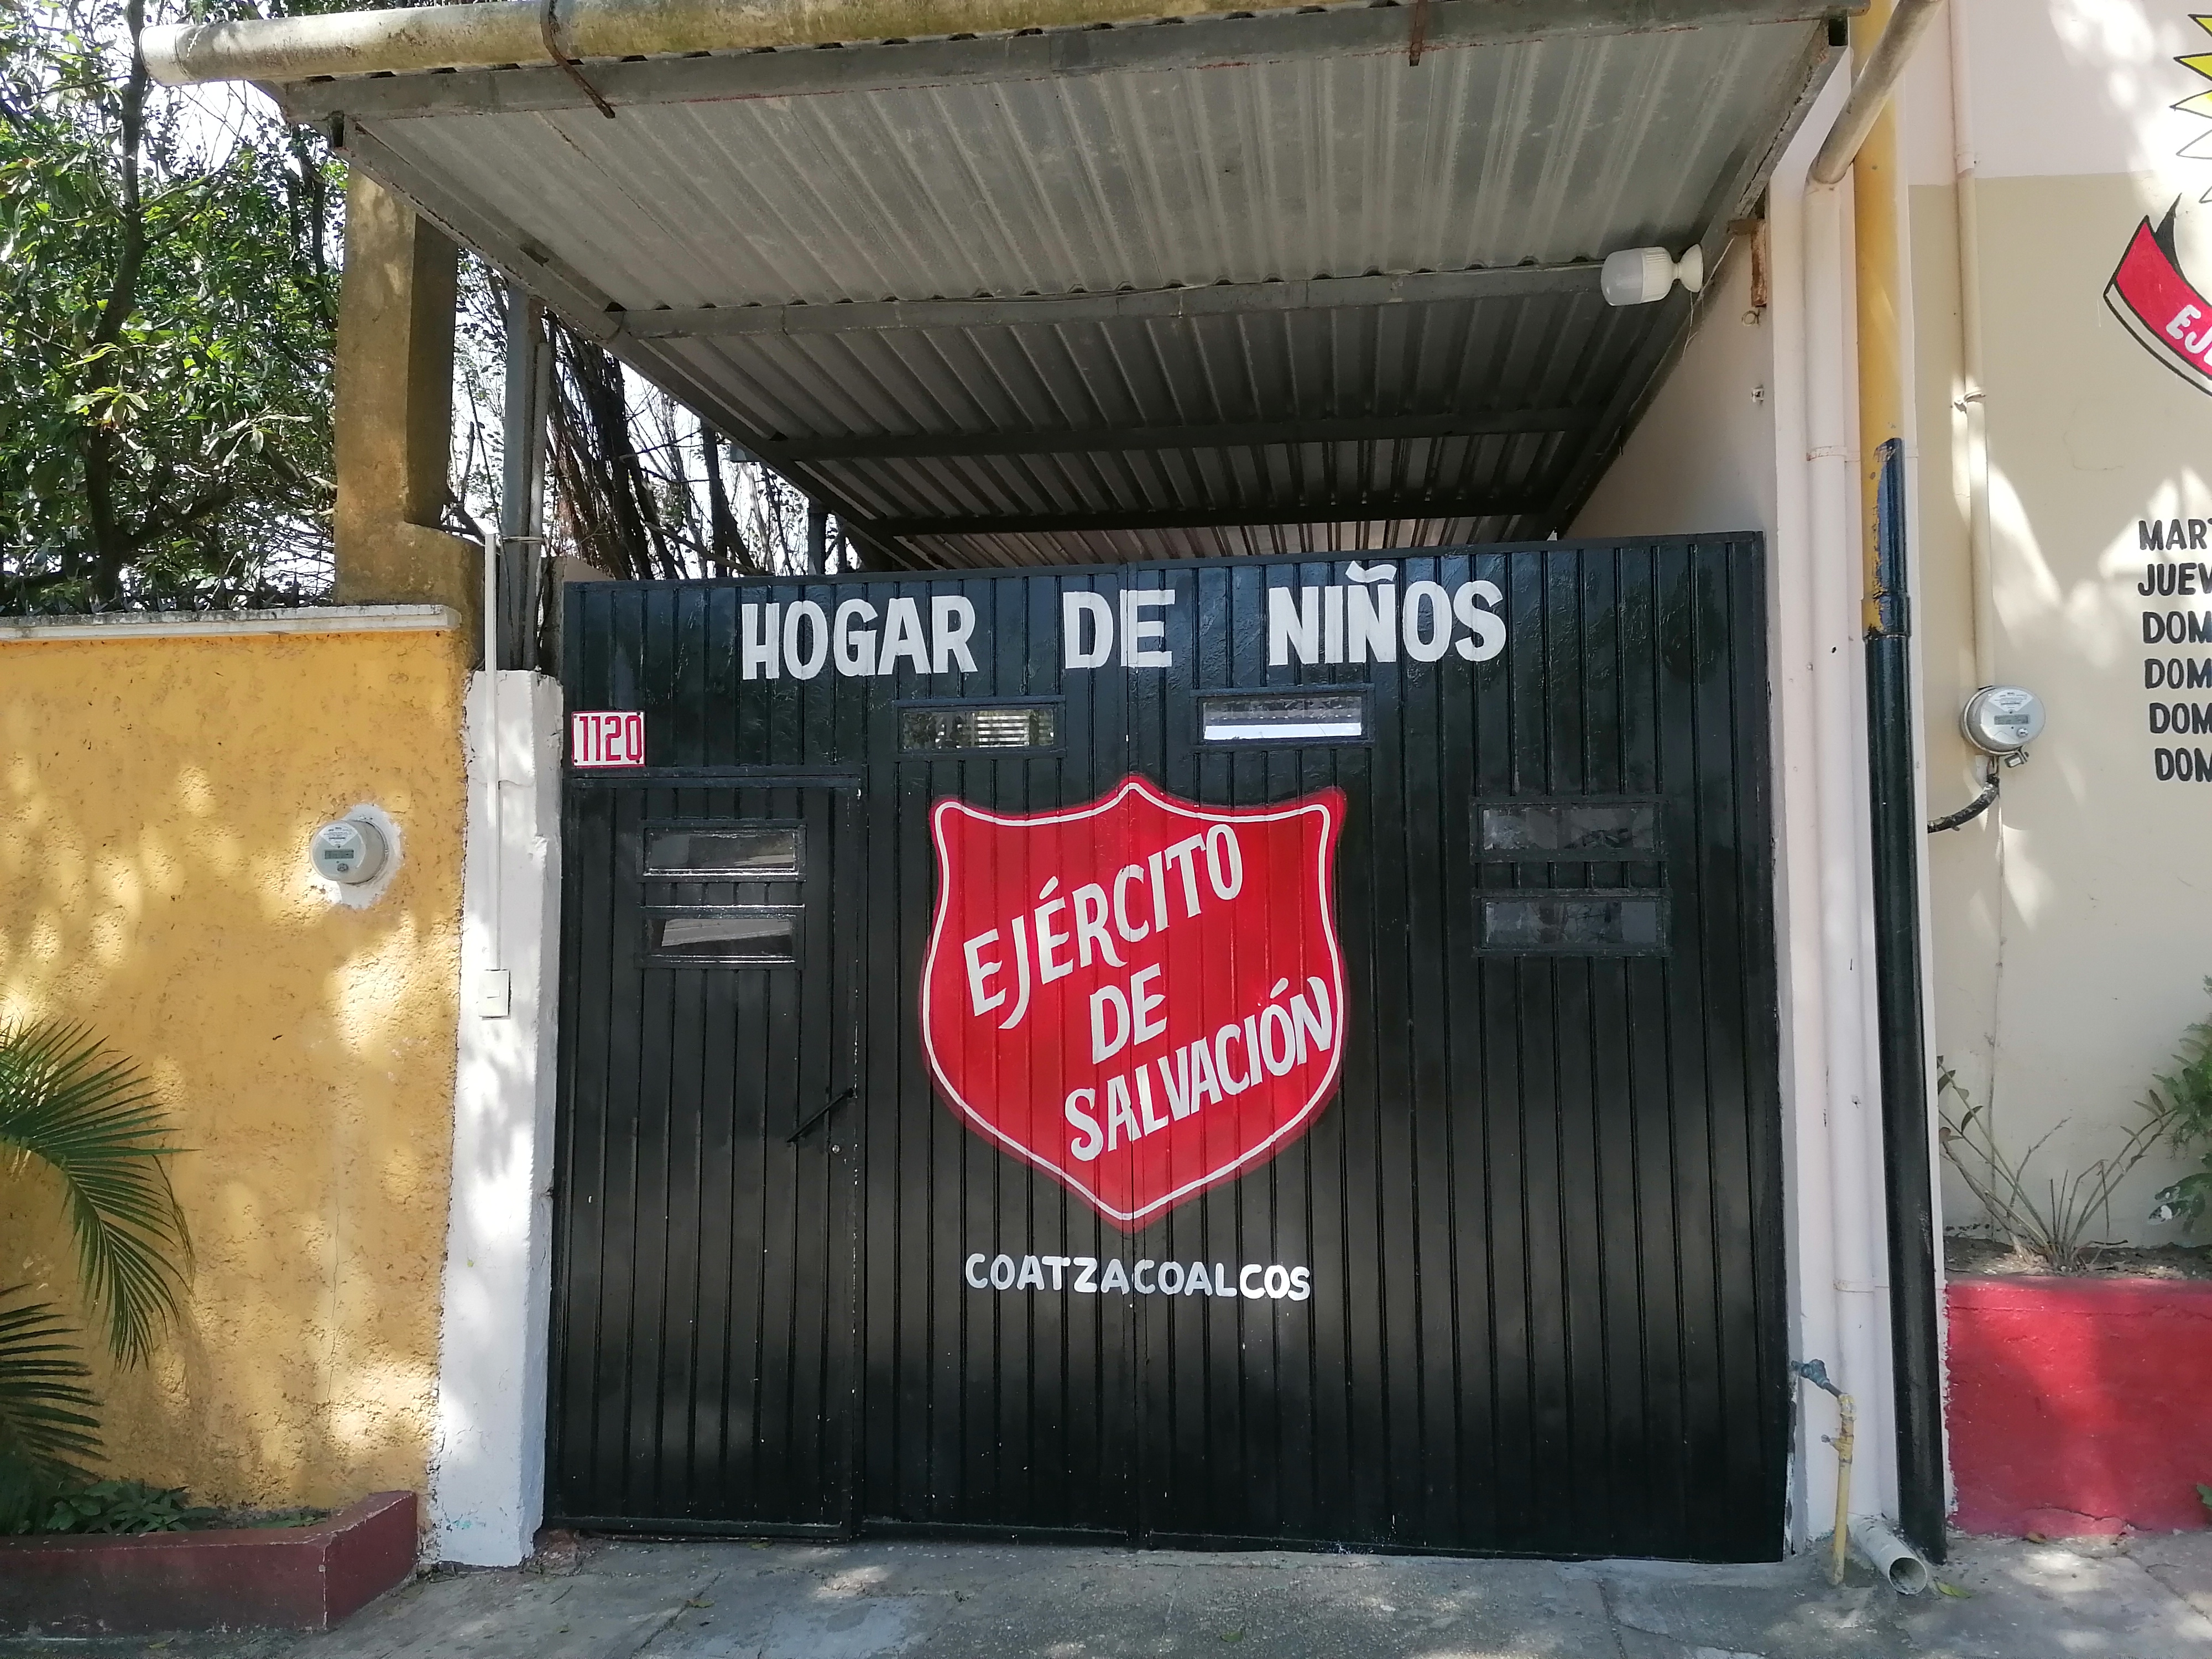 HOGAR DE NIÑOS
1120
EJÉRCITO
DE
SALVACIÓN
COATZACOALCOS